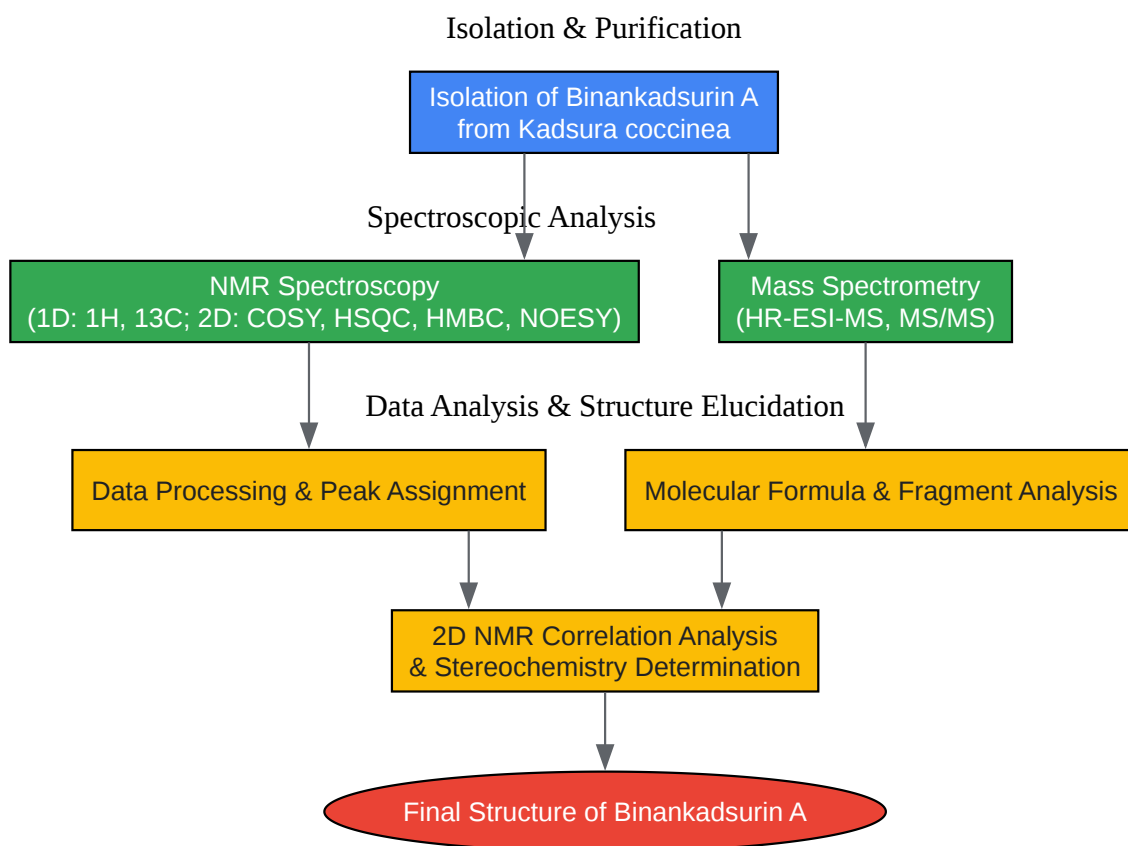 Isolation & Purification
Isolation of Binankadsurin A
from Kadsura coccinea
Spectroscopic Analysis
NMR Spectroscopy
(1D: 1H, 13C; 2D: COSY, HSQC, HMBC, NOESY)
Mass Spectrometry
(HR-ESI-MS, MS/MS)
Data Analysis & Structure Elucidation
Data Processing & Peak Assignment
Molecular Formula & Fragment Analysis
2D NMR Correlation Analysis
& Stereochemistry Determination
Final Structure of Binankadsurin A